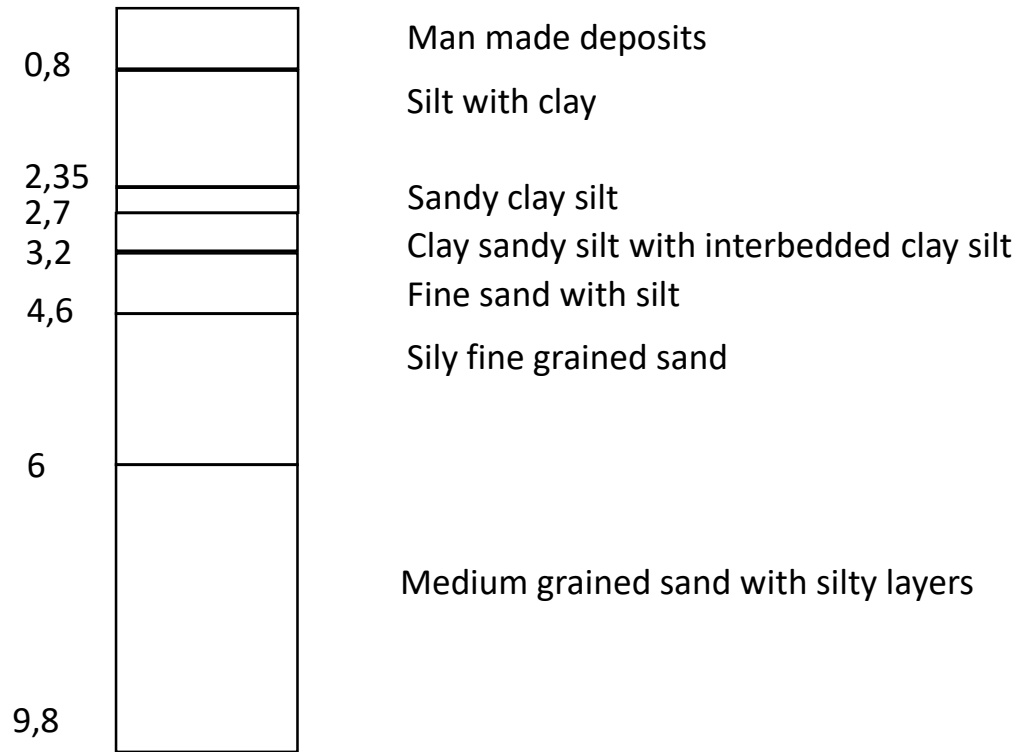 Man made deposits
0,8
Silt with clay
2,35
Sandy clay silt
2,7
Clay sandy silt with interbedded clay silt
3,2
Fine sand with silt
4,6
Sily fine grained sand
6
Medium grained sand with silty layers
9,8